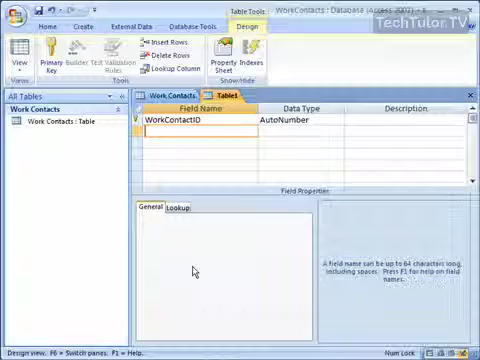 Table Tools
WorkContacts : Database (Access 2007)
TechTutor.TV
Home Create External Data Database Tools Design
View
Primary Key
Builder
Test Validation Rules
Insert Rows
Delete Rows
Lookup Column
Property Sheet
Indexes
Views Tools Show/Hide
All Tables
Work Contacts
Work Contacts : Table
Work Contacts Table1
Field Name Data Type Description
WorkContactID AutoNumber
Field Properties
General Lookup
A field name can be up to 64 characters long,
including spaces. Press F1 for help on field
names.
Design view. F6 = Switch panes. F1 = Help. Num Lock